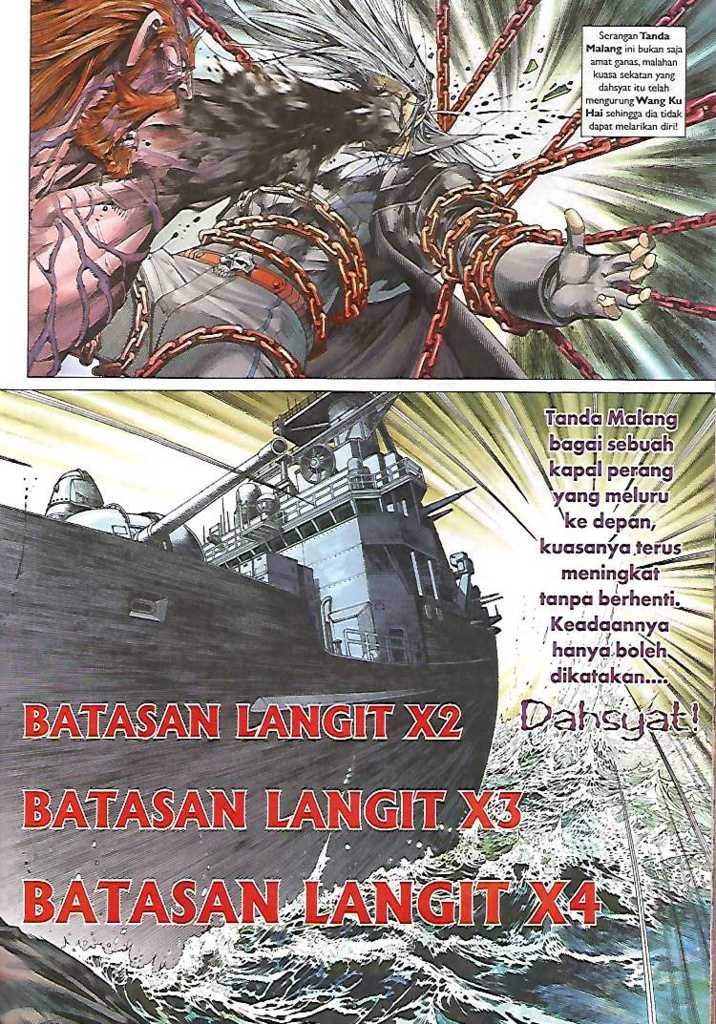 Serangan Tanda
Malang ini bukan saja
amat ganas, malahan
kuasa sekatan yang
dahsyat itu telah
mengurung Wang Ku
Hai sehingga dia tidak
dapat melarikan diri!
Tanda Malang
bagai sebuah
kapal perang
yang meluru
ke depan,
kuasanya terus
meningkat
tanpa berhenti.
Keadaannya
hanya boleh
dikatakan....
Dahsyat!
BATASAN LANGIT X2
BATASAN LANGIT X3
BATASAN LANGIT X4